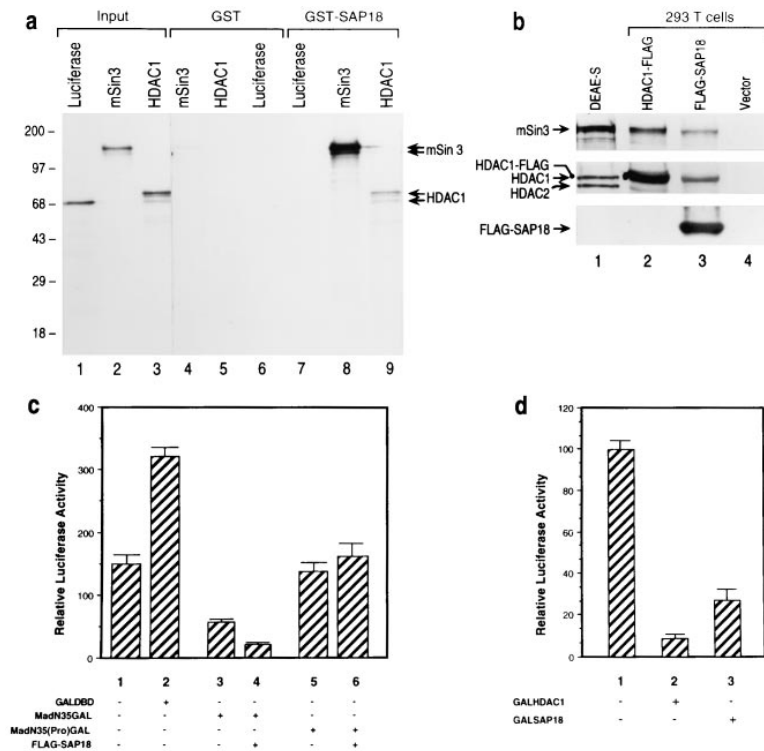 a
Input
GST
GST-SAP18
Luciferase
mSin3
HDAC1
mSin3
HDAC1
Luciferase
Luciferase
mSin3
HDAC1
200
97
68
43
29
18
mSin 3
HDAC1
1 2 3 4 5 6 7 8 9
b
293 T cells
DEAE-S
HDAC1-FLAG
FLAG-SAP18
Vector
mSin3
HDAC1-FLAG
HDAC1
HDAC2
FLAG-SAP18
1 2 3 4
c
Relative Luciferase Activity
400
300
200
100
0
1 2 3 4 5 6
GALDBD - + - - - -
MadN35GAL - - + + - -
MadN35(Pro)GAL - - - - + +
FLAG-SAP18 - - - + - +
d
Relative Luciferase Activity
120
100
80
60
40
20
0
1 2 3
GALHDAC1 - + -
GALSAP18 - - +